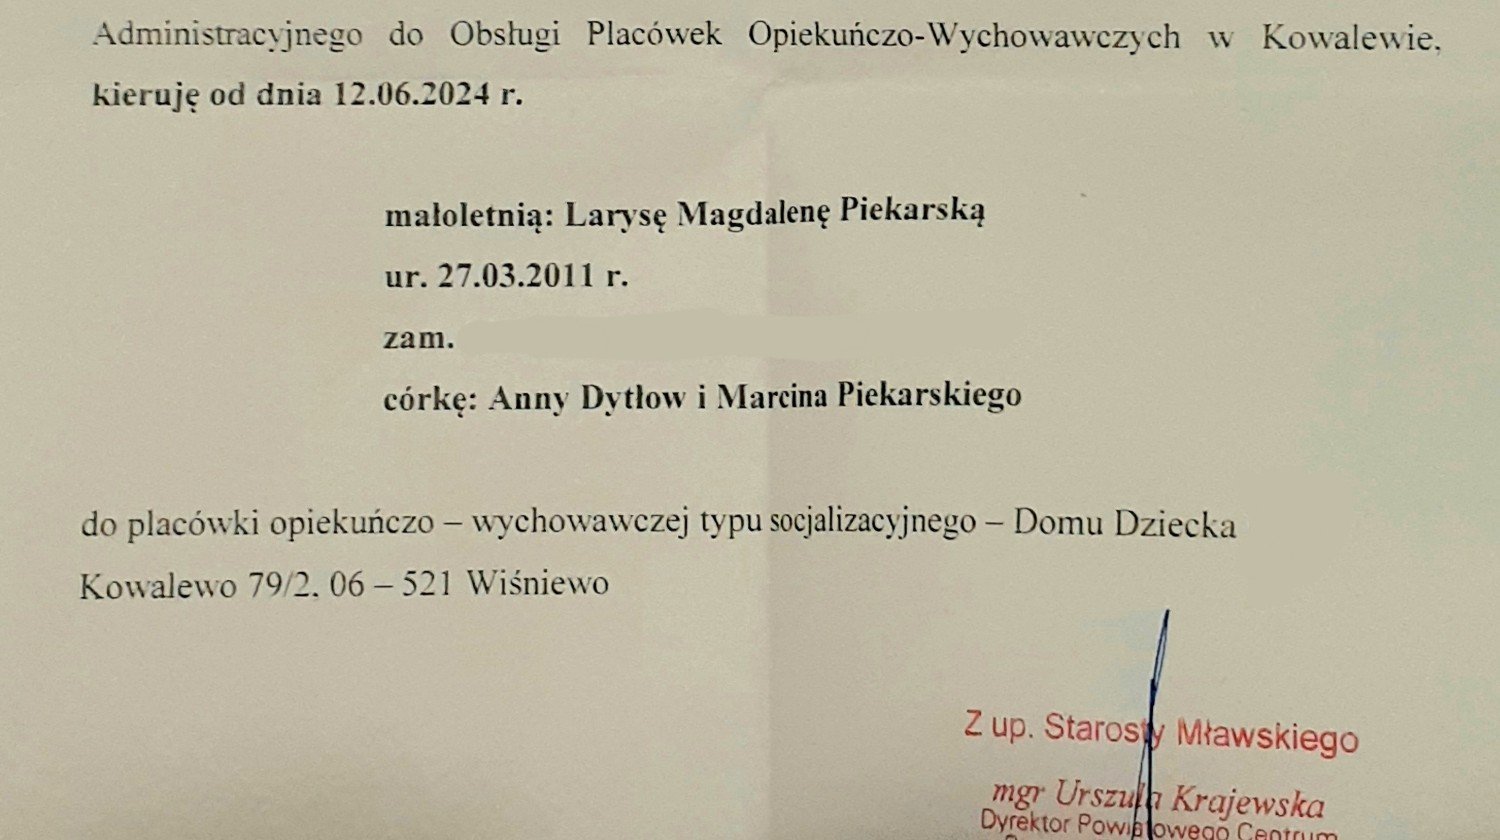 Administracyjnego do Obsługi Placówek Opiekuńczo-Wychowawczych w Kowalewie,
kieruję od dnia 12.06.2024 r.
małoletnią: Larysę Magdalenę Piekarską
ur. 27.03.2011 r.
zam.
córkę: Anny Dytłow i Marcina Piekarskiego
do placówki opiekuńczo – wychowawczej typu socjalizacyjnego – Domu Dziecka
Kowalewo 79/2, 06 – 521 Wiśniewo
Z up. Starosty Mławskiego
mgr Urszula Krajewska
Dyrektor Powiatowego Centrum